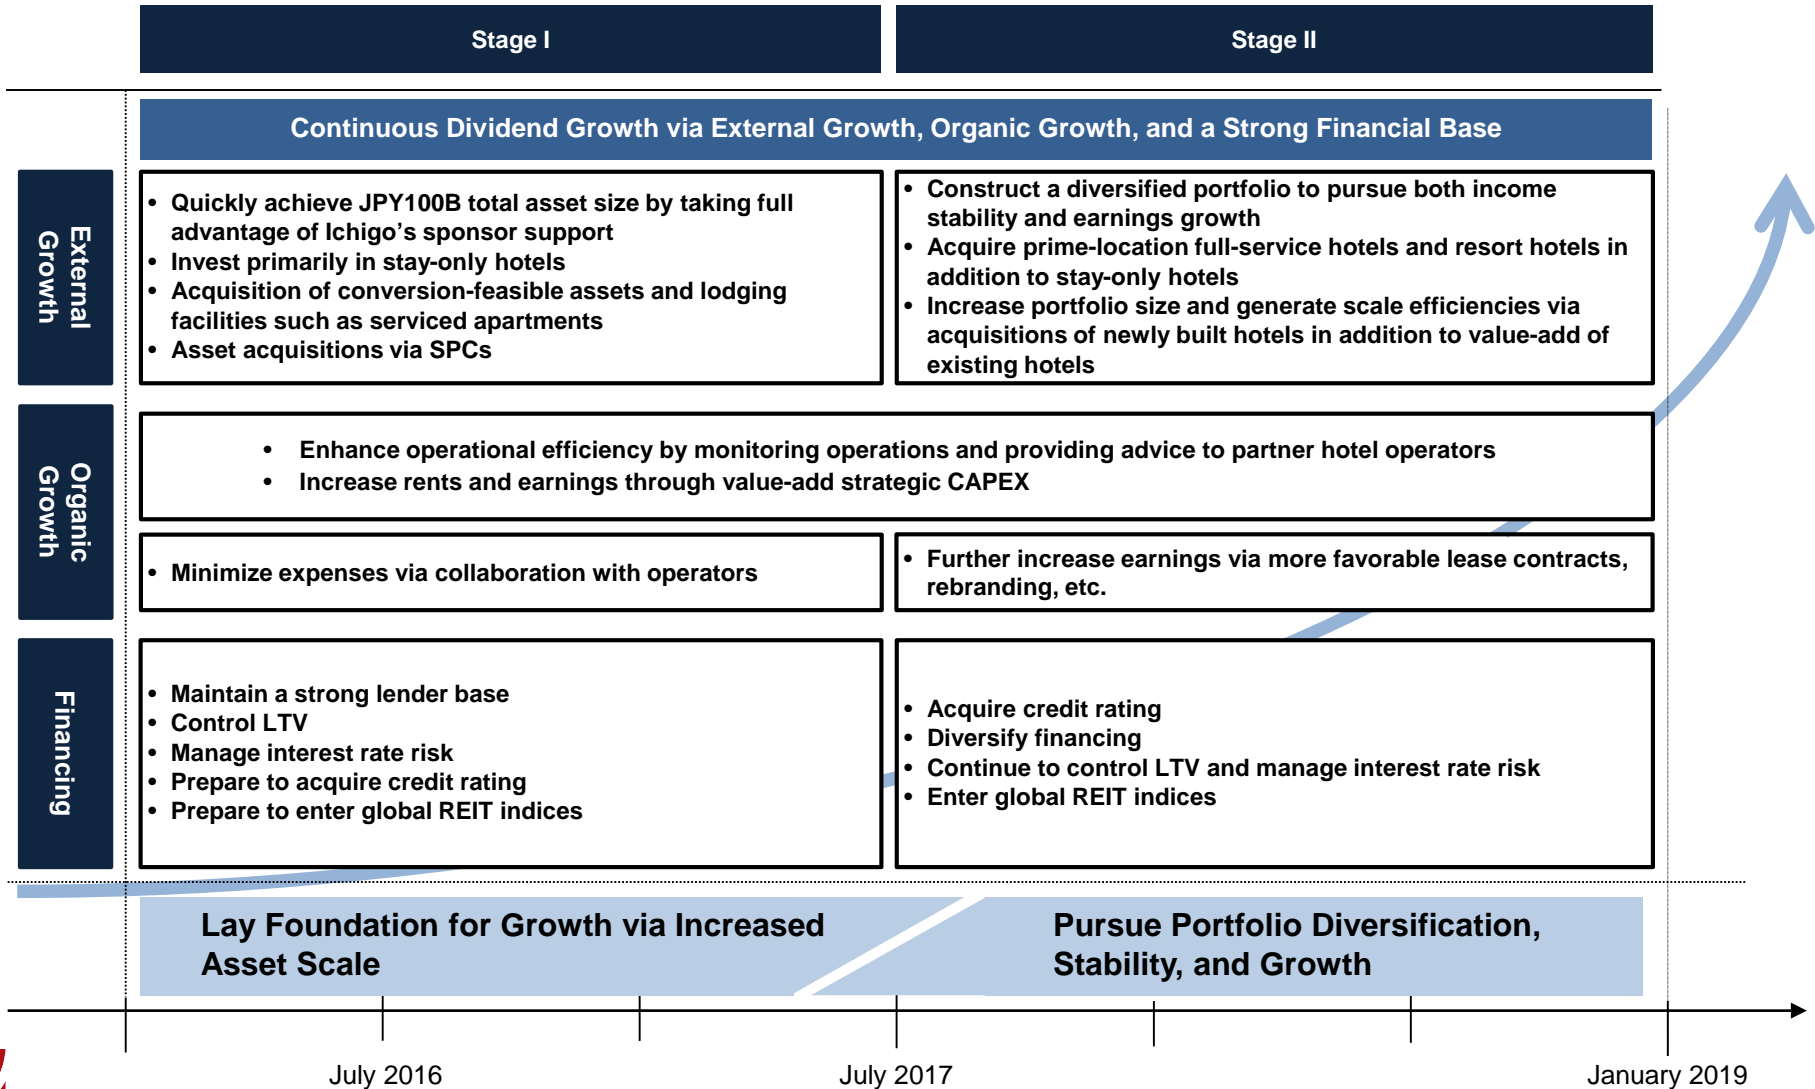 Stage I
Stage II
Continuous Dividend Growth via External Growth, Organic Growth, and a Strong Financial Base
External
Growth
• Quickly achieve JPY100B total asset size by taking full
advantage of Ichigo's sponsor support
• Invest primarily in stay-only hotels
• Acquisition of conversion-feasible assets and lodging
facilities such as serviced apartments
• Asset acquisitions via SPCs
• Construct a diversified portfolio to pursue both income
stability and earnings growth
• Acquire prime-location full-service hotels and resort hotels in
addition to stay-only hotels
• Increase portfolio size and generate scale efficiencies via
acquisitions of newly built hotels in addition to value-add of
existing hotels
Organic
Growth
• Enhance operational efficiency by monitoring operations and providing advice to partner hotel operators
• Increase rents and earnings through value-add strategic CAPEX
• Minimize expenses via collaboration with operators
• Further increase earnings via more favorable lease contracts,
rebranding, etc.
Financing
• Maintain a strong lender base
• Control LTV
• Manage interest rate risk
• Prepare to acquire credit rating
• Prepare to enter global REIT indices
• Acquire credit rating
• Diversify financing
• Continue to control LTV and manage interest rate risk
• Enter global REIT indices
Lay Foundation for Growth via Increased
Asset Scale
Pursue Portfolio Diversification,
Stability, and Growth
July 2016
July 2017
January 2019